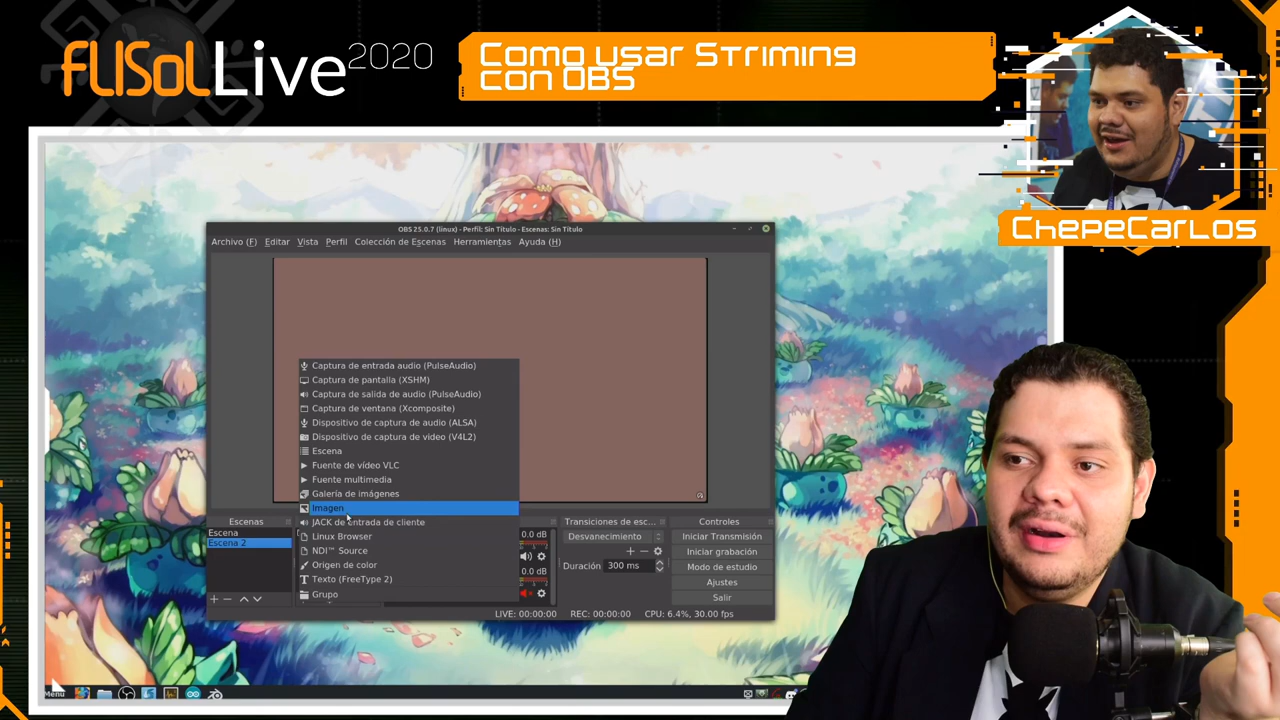 FLISoL Live 2020
Como usar Striming
con OBS
ChepeCarlos
OBS 25.0.7 (linux) - Perfil: Sin Título - Escenas: Sin Título
Archivo (F) Editar Vista Perfil Colección de Escenas Herramientas Ayuda (H)
Captura de entrada audio (PulseAudio)
Captura de pantalla (XSHM)
Captura de salida de audio (PulseAudio)
Captura de ventana (Xcomposite)
Dispositivo de captura de audio (ALSA)
Dispositivo de captura de video (V4L2)
Escena
Fuente de vídeo VLC
Fuente multimedia
Galería de imágenes
Imagen
JACK de entrada de cliente
Linux Browser
NDI™ Source
Origen de color
Texto (FreeType 2)
Grupo
Escenas
Escena
Escena 2
0.0 dB
0.0 dB
Transiciones de esc...
Desvanecimiento
Duración 300 ms
Controles
Iniciar Transmisión
Iniciar grabación
Modo de estudio
Ajustes
Salir
LIVE: 00:00:00 REC: 00:00:00 CPU: 6.4%, 30.00 fps
Menu